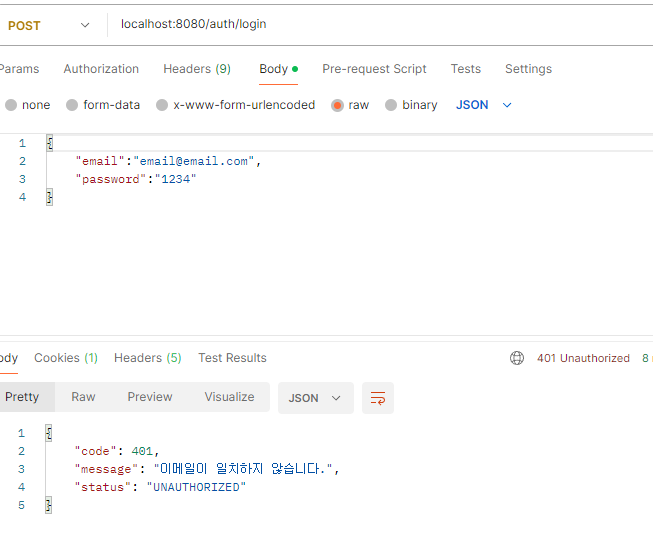 POST localhost:8080/auth/login
Params Authorization Headers (9) Body Pre-request Script Tests Settings
none form-data x-www-form-urlencoded raw binary JSON
1 {
2 "email":"email@email.com",
3 "password":"1234"
4 }
ody Cookies (1) Headers (5) Test Results 401 Unauthorized 8
Pretty Raw Preview Visualize JSON
1 {
2 "code": 401,
3 "message": "이메일이 일치하지 않습니다.",
4 "status": "UNAUTHORIZED"
5 }